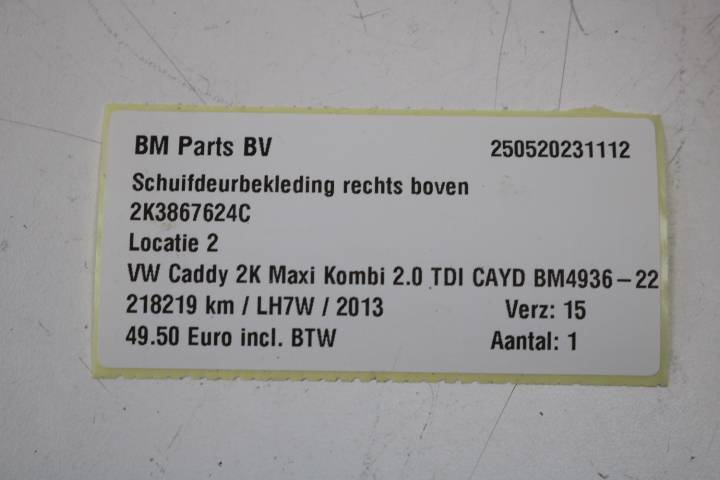 BM Parts BV 250520231112
Schuifdeurbekleding rechts boven
2K3867624C
Locatie 2
VW Caddy 2K Maxi Kombi 2.0 TDI CAYD BM4936-22
218219 km / LH7W / 2013 Verz: 15
49.50 Euro incl. BTW Aantal: 1